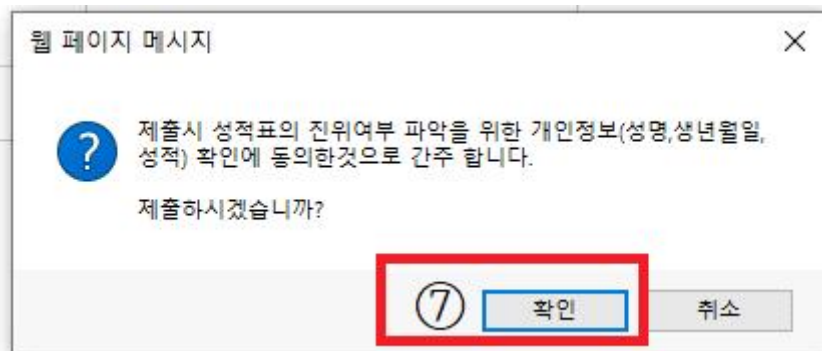 웹 페이지 메시지
제출시 성적표의 진위여부 파악을 위한 개인정보(성명,생년월일,
성적) 확인에 동의한것으로 간주 합니다.
제출하시겠습니까?
⑦ 확인 취소